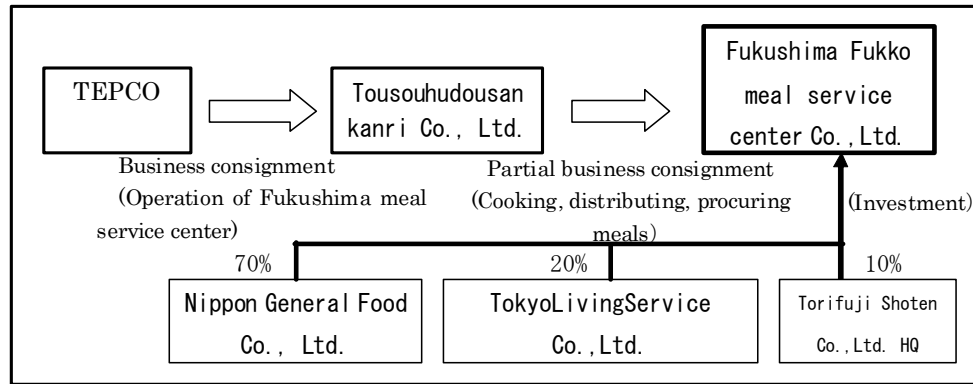 TEPCO
Tousouhudousan
kanri Co., Ltd.
Fukushima Fukko
meal service
center Co.,Ltd.
Business consignment
(Operation of Fukushima meal
service center)
Partial business consignment
(Cooking, distributing, procuring
meals)
(Investment)
70%
20%
10%
Nippon General Food
Co., Ltd.
TokyoLivingService
Co.,Ltd.
Torifuji Shoten
Co.,Ltd. HQ